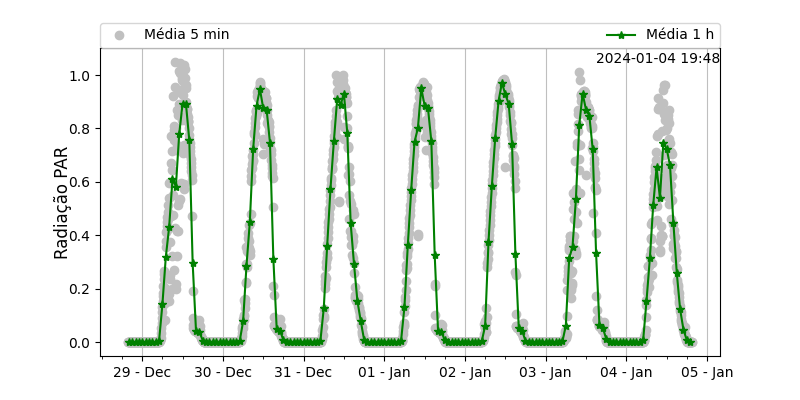 Média 5 min
Média 1 h
2024-01-04 19:48
Radiação PAR
1.0
0.8
0.6
0.4
0.2
0.0
29 - Dec
30 - Dec
31 - Dec
01 - Jan
02 - Jan
03 - Jan
04 - Jan
05 - Jan